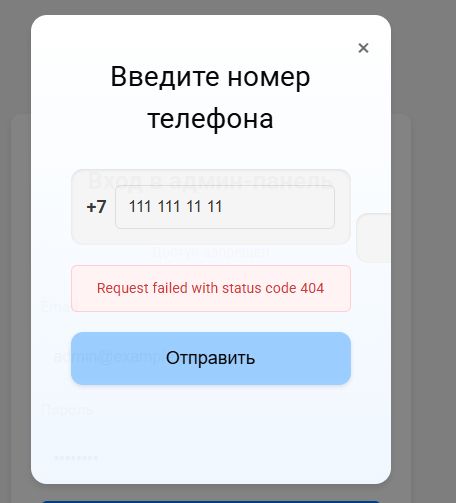 ×
Введите номер
телефона
Вход в админ-панель
+7 111 111 11 11
Доступ запрещен
Request failed with status code 404
Email
admin@example
Отправить
Пароль
••••••••